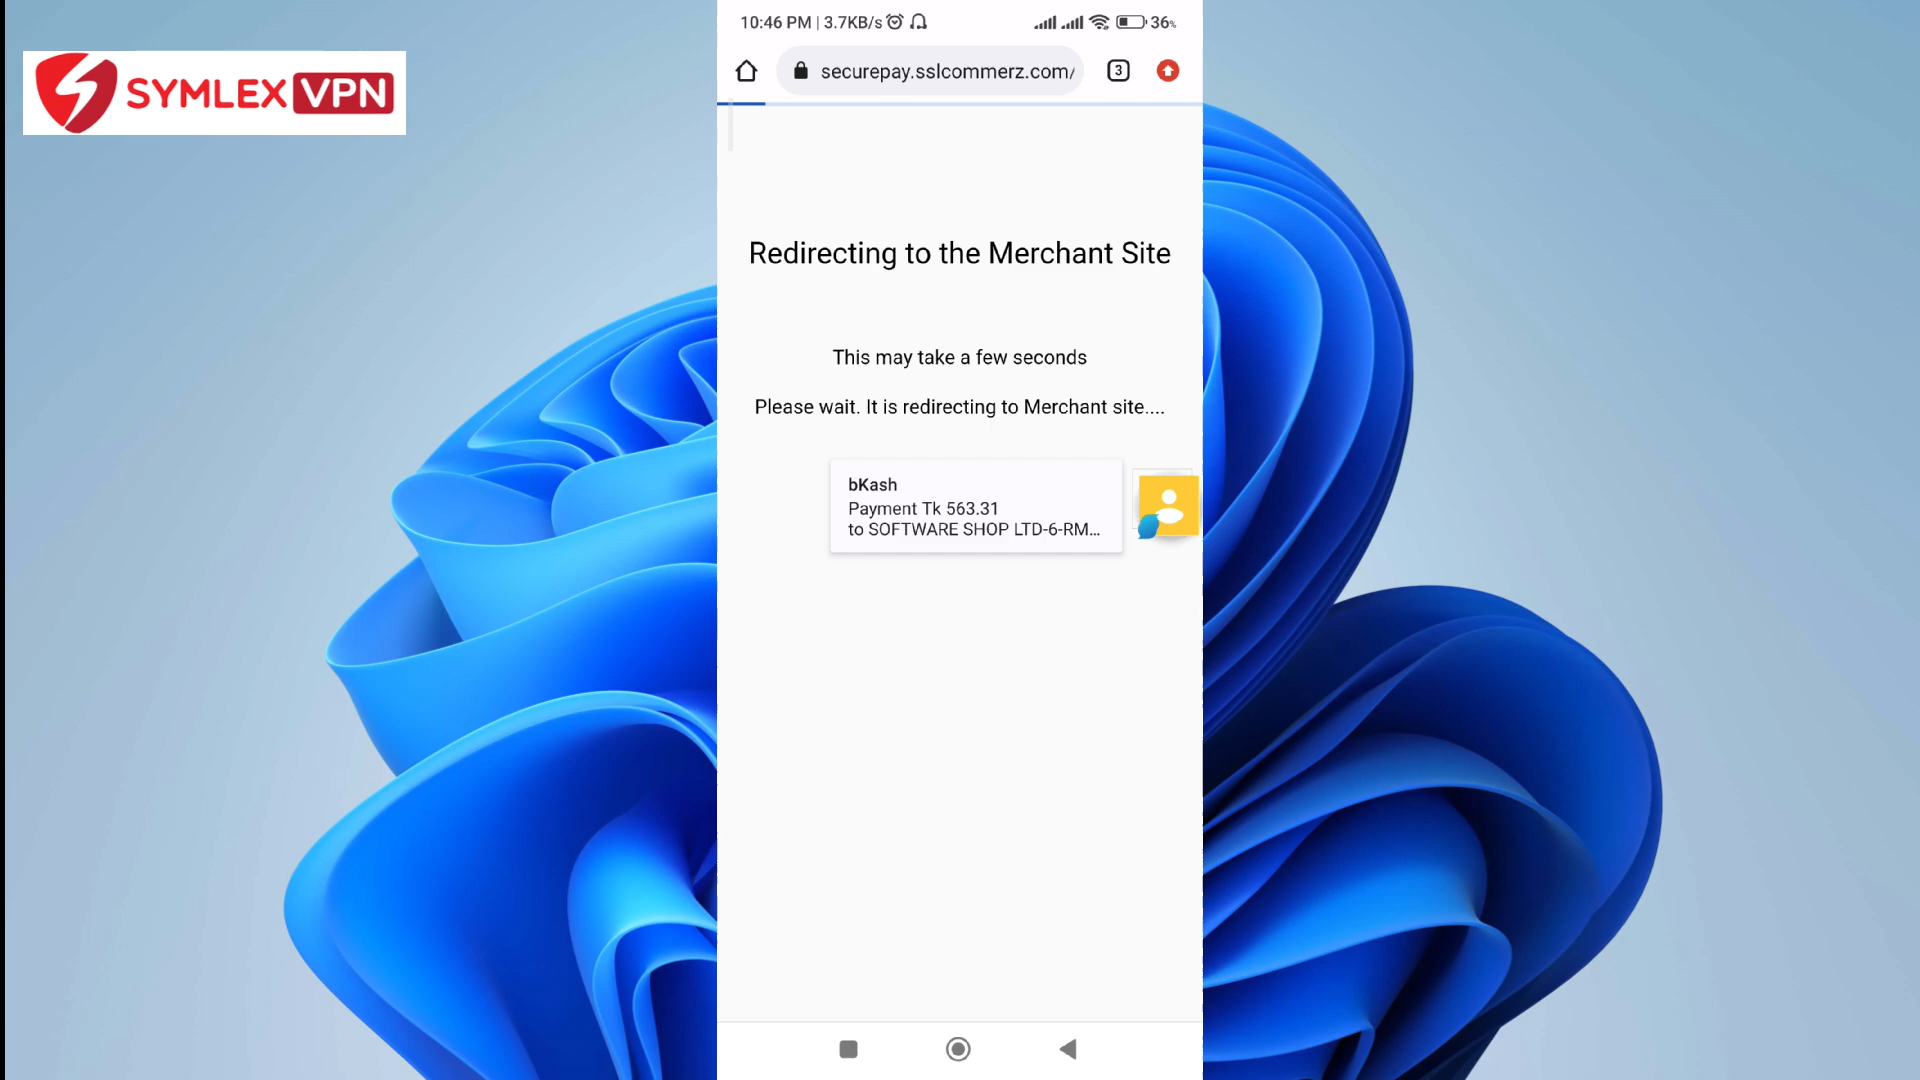 SYMLEX VPN
10:46 PM | 3.7KB/s
36%
securepay.sslcommerz.com/
3
Redirecting to the Merchant Site
This may take a few seconds
Please wait. It is redirecting to Merchant site....
bKash
Payment Tk 563.31
to SOFTWARE SHOP LTD-6-RM...